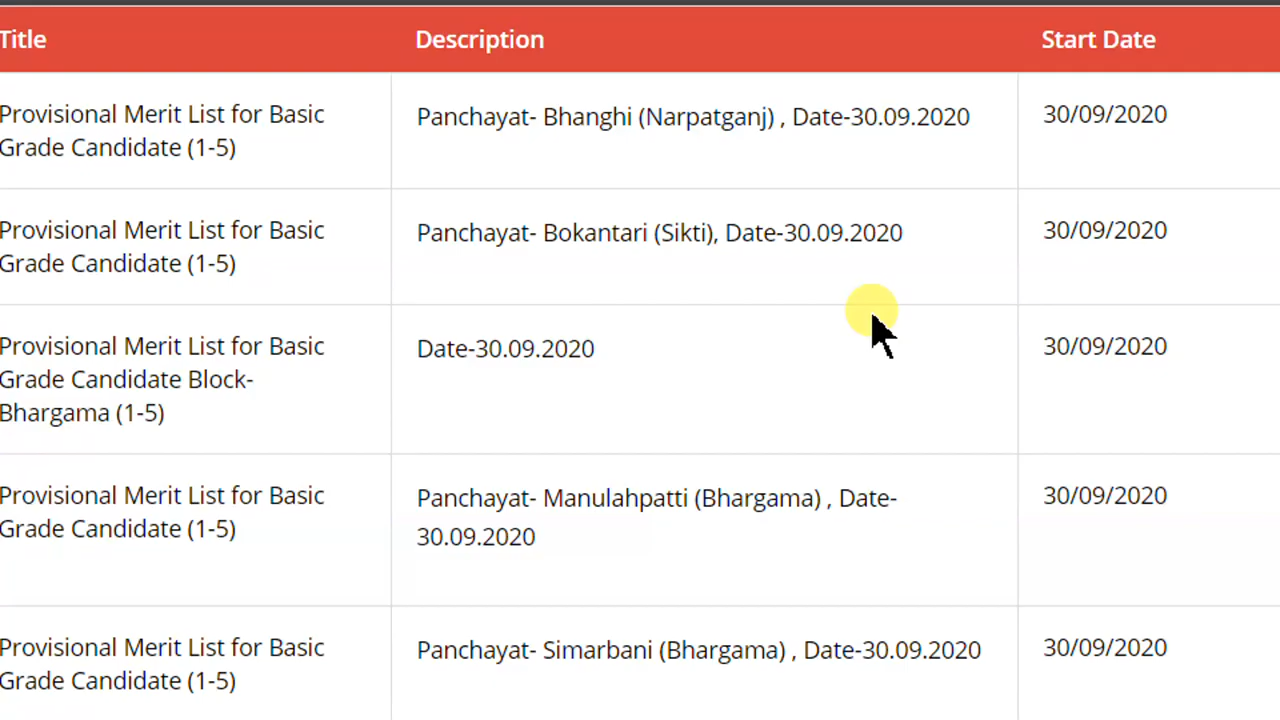 Title Description Start Date
Provisional Merit List for Basic
Grade Candidate (1-5)
Panchayat- Bhanghi (Narpatganj) , Date-30.09.2020
30/09/2020
Provisional Merit List for Basic
Grade Candidate (1-5)
Panchayat- Bokantari (Sikti), Date-30.09.2020
30/09/2020
Provisional Merit List for Basic
Grade Candidate Block-
Bhargama (1-5)
Date-30.09.2020
30/09/2020
Provisional Merit List for Basic
Grade Candidate (1-5)
Panchayat- Manulahpatti (Bhargama) , Date-
30.09.2020
30/09/2020
Provisional Merit List for Basic
Grade Candidate (1-5)
Panchayat- Simarbani (Bhargama) , Date-30.09.2020
30/09/2020